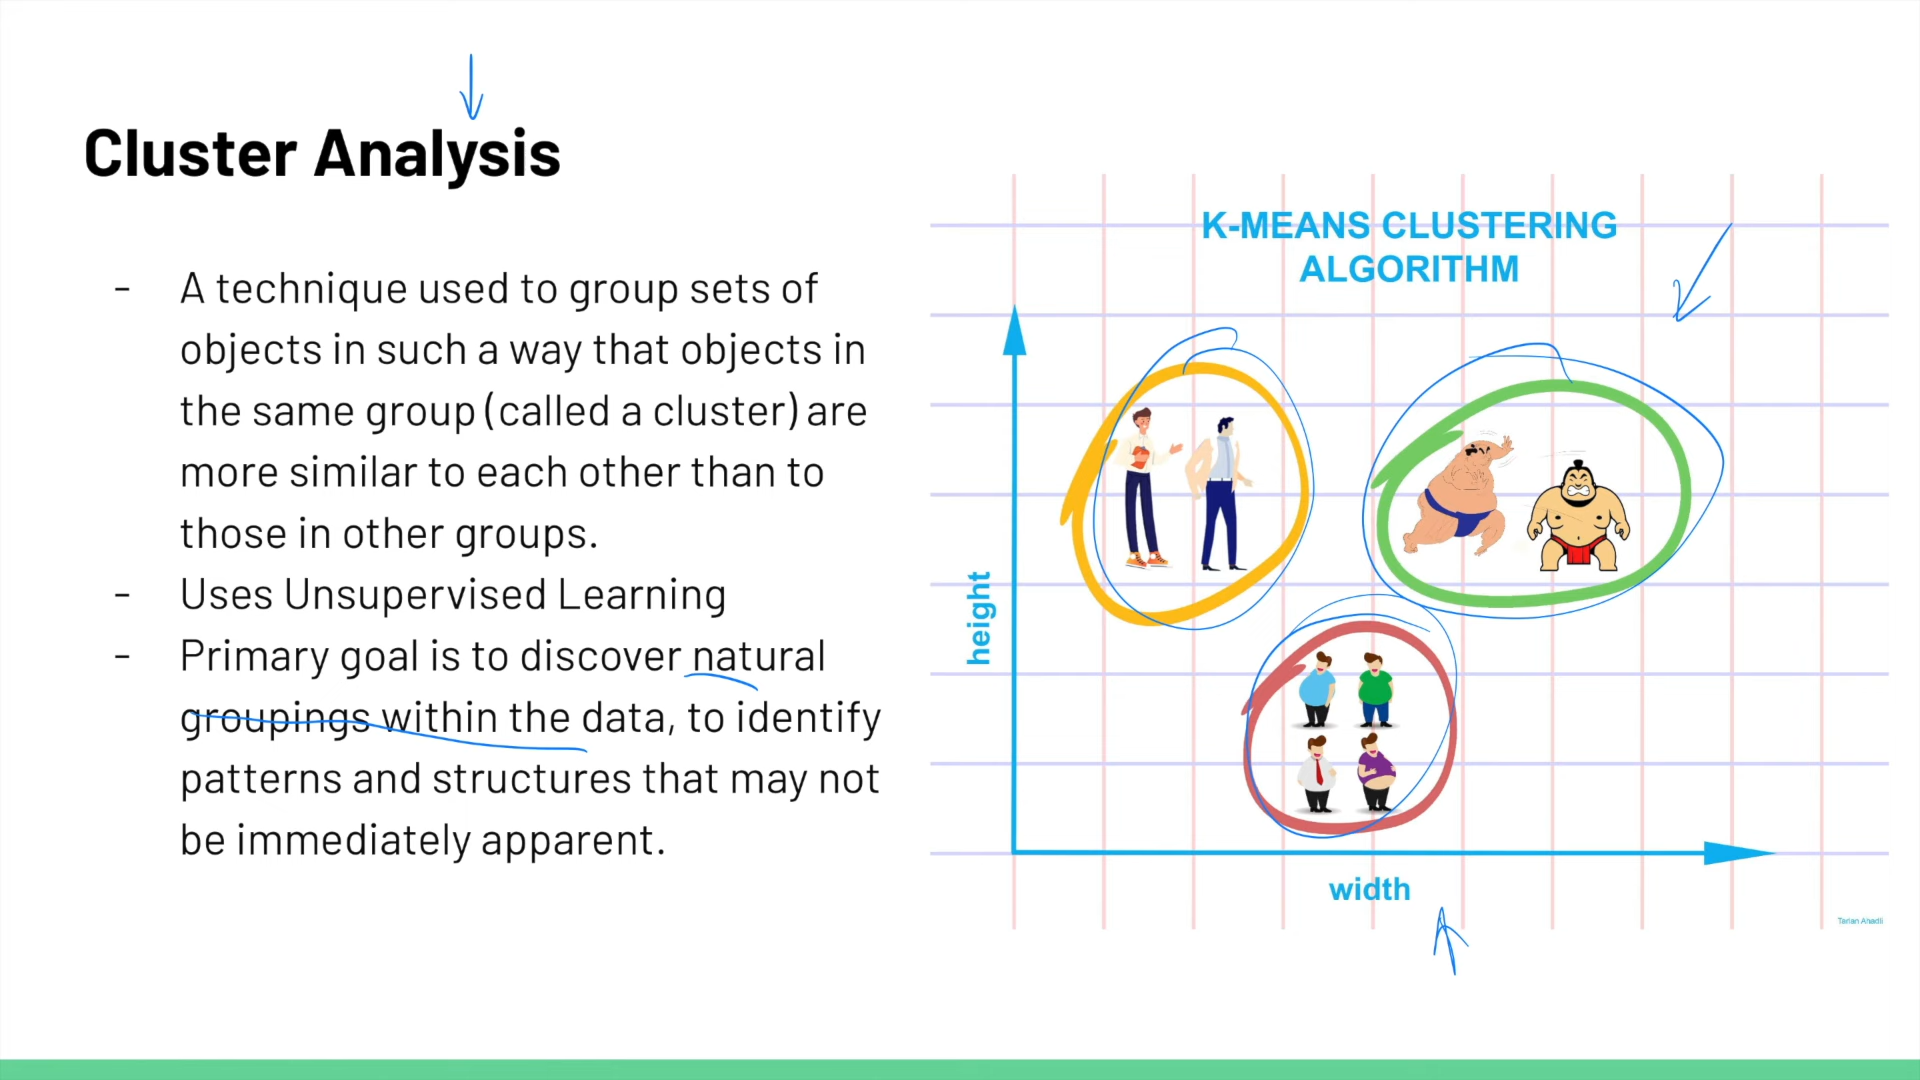 Cluster Analysis
- A technique used to group sets of
objects in such a way that objects in
the same group (called a cluster) are
more similar to each other than to
those in other groups.
- Uses Unsupervised Learning
- Primary goal is to discover natural
groupings within the data, to identify
patterns and structures that may not
be immediately apparent.
K-MEANS CLUSTERING
ALGORITHM
height
width
Tarlan Ahadli